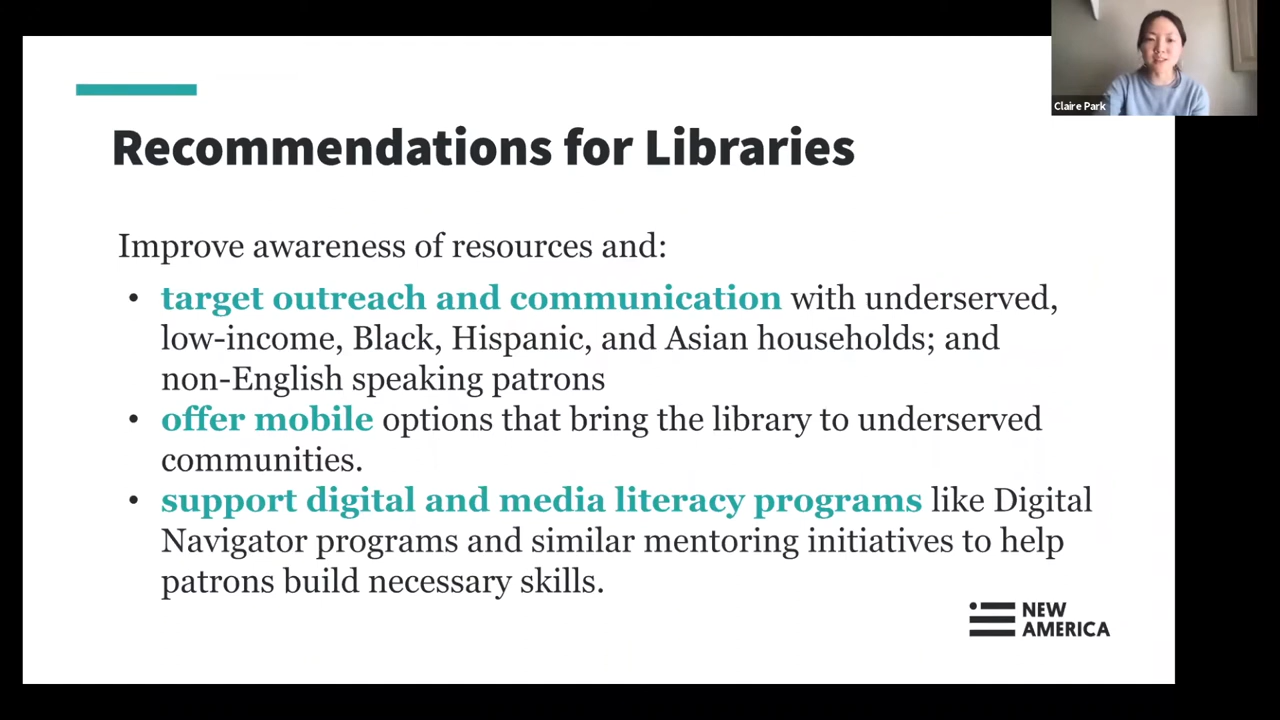 Claire Park
Recommendations for Libraries
Improve awareness of resources and:
• target outreach and communication with underserved,
low-income, Black, Hispanic, and Asian households; and
non-English speaking patrons
• offer mobile options that bring the library to underserved
communities.
• support digital and media literacy programs like Digital
Navigator programs and similar mentoring initiatives to help
patrons build necessary skills.
NEW
AMERICA